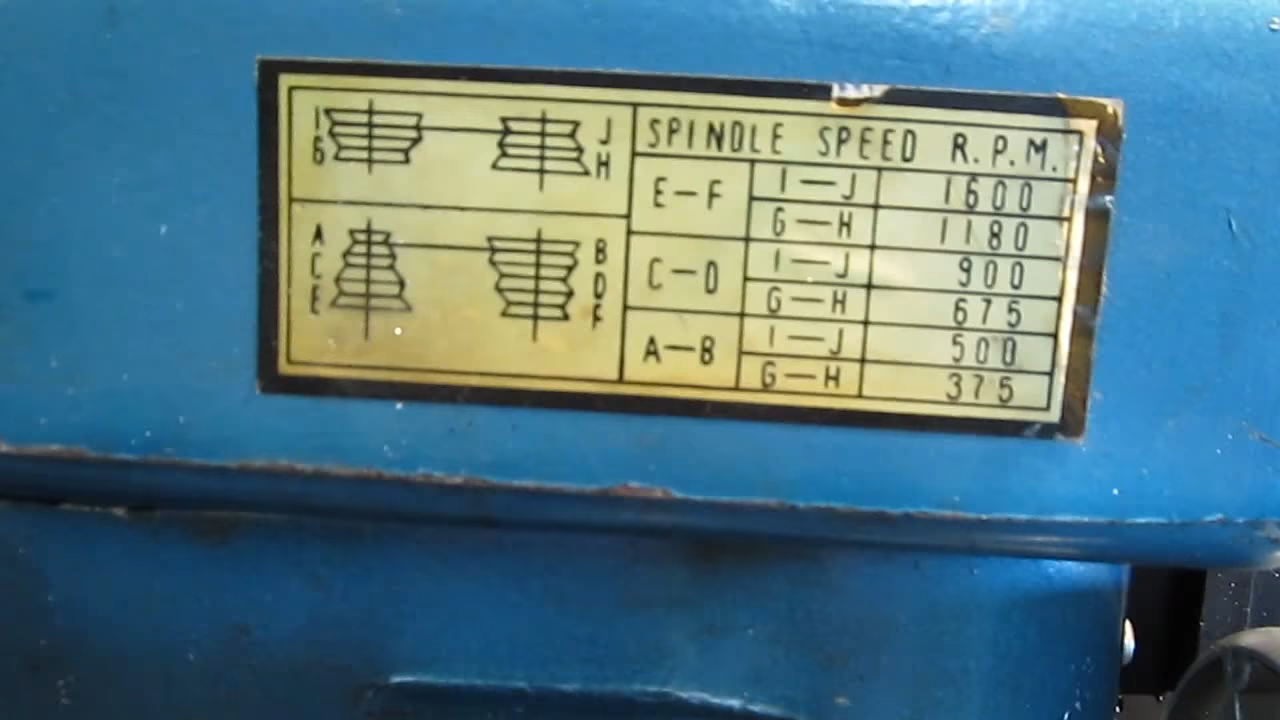 I J
G H
A B
C D
E F
SPINDLE SPEED R.P.M.
E-F I-J 1600
G-H 1180
C-D I-J 900
G-H 675
A-B I-J 500
G-H 375